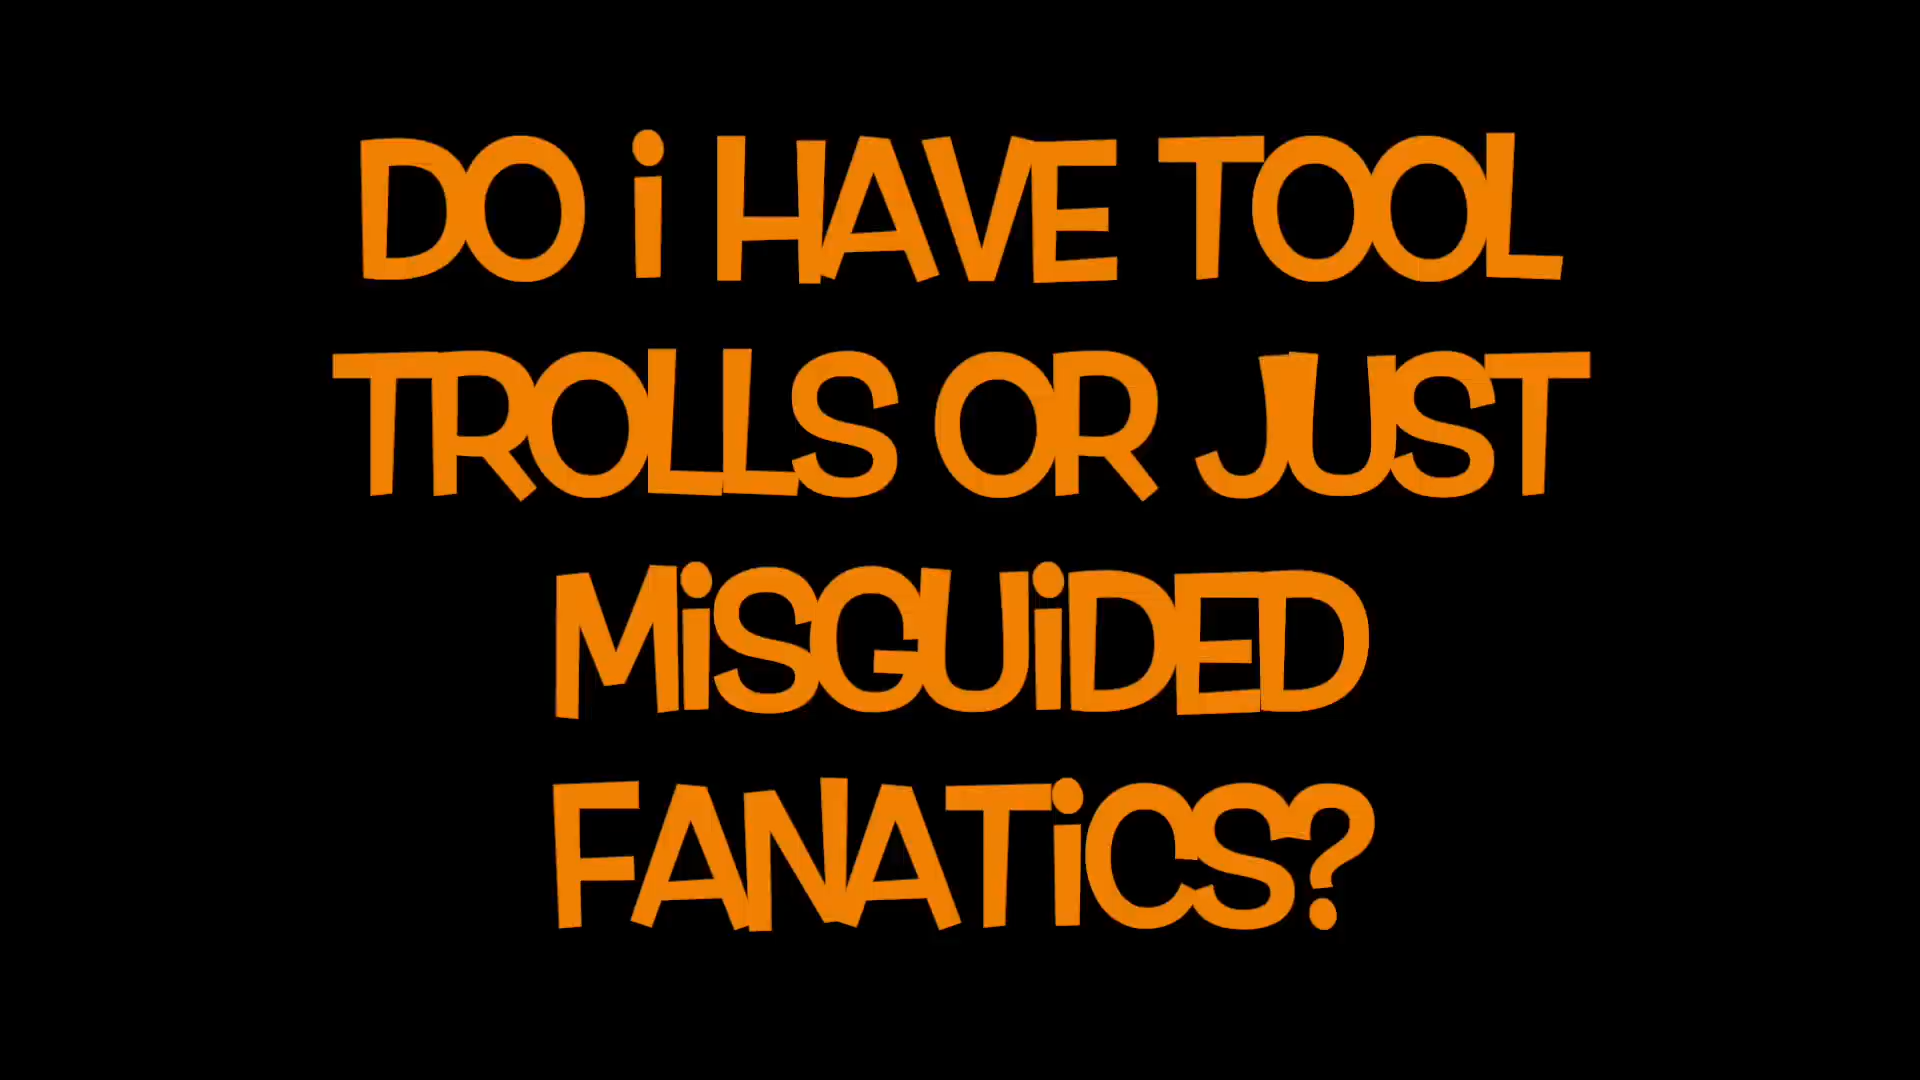 DO i HAVE TOOL
TROLLS OR JUST
MiSGUiDED
FANATiCS?